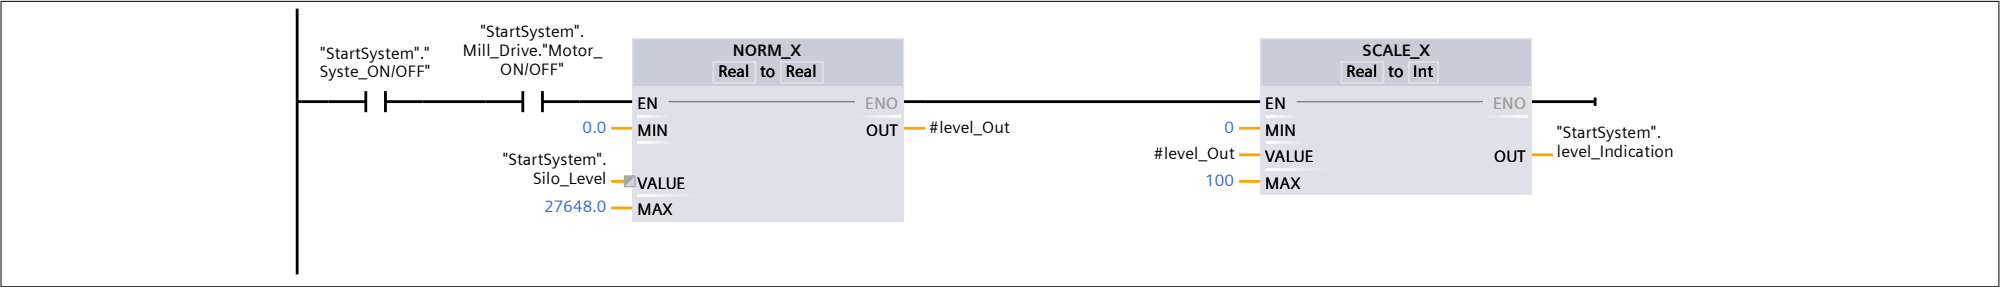 "StartSystem"."
Syste_ON/OFF"
"StartSystem".
Mill_Drive."Motor_
ON/OFF"
NORM_X
Real to Real
EN
ENO
0.0
MIN
OUT
#level_Out
"StartSystem".
Silo_Level
VALUE
27648.0
MAX
SCALE_X
Real to Int
EN
ENO
0
MIN
#level_Out
VALUE
OUT
"StartSystem".
level_Indication
100
MAX